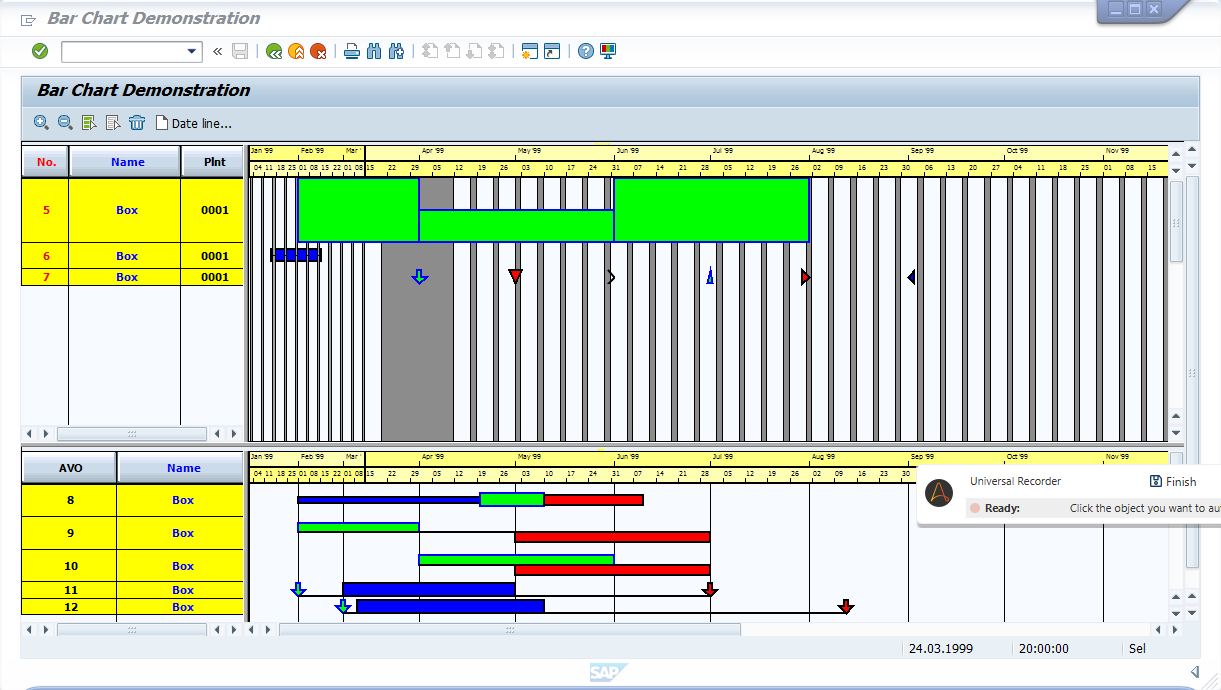 Bar Chart Demonstration
Bar Chart Demonstration
Date line...
No. Name Plnt
Jan '99 Feb '99 Mar ' Apr '99 May '99 Jun '99 Jul '99 Aug '99 Sep '99 Oct '99 Nov '99
04 11 18 25 01 08 15 22 01 08 15 22 29 05 12 19 26 03 10 17 24 31 07 14 21 28 05 12 19 26 02 09 16 23 30 06 13 20 27 04 11 18 25 01 08 15
5 Box 0001
6 Box 0001
7 Box 0001
AVO Name
Jan '99 Feb '99 Mar ' Apr '99 May '99 Jun '99 Jul '99 Aug '99 Sep '99 Oct '99 Nov '99
04 11 18 25 01 08 15 22 01 08 15 22 29 05 12 19 26 03 10 17 24 31 07 14 21 28 05 12 19 26 02 09 16 23 30
8 Box
9 Box
10 Box
11 Box
12 Box
Universal Recorder
Finish
Ready: Click the object you want to au
24.03.1999 20:00:00 Sel
SAP